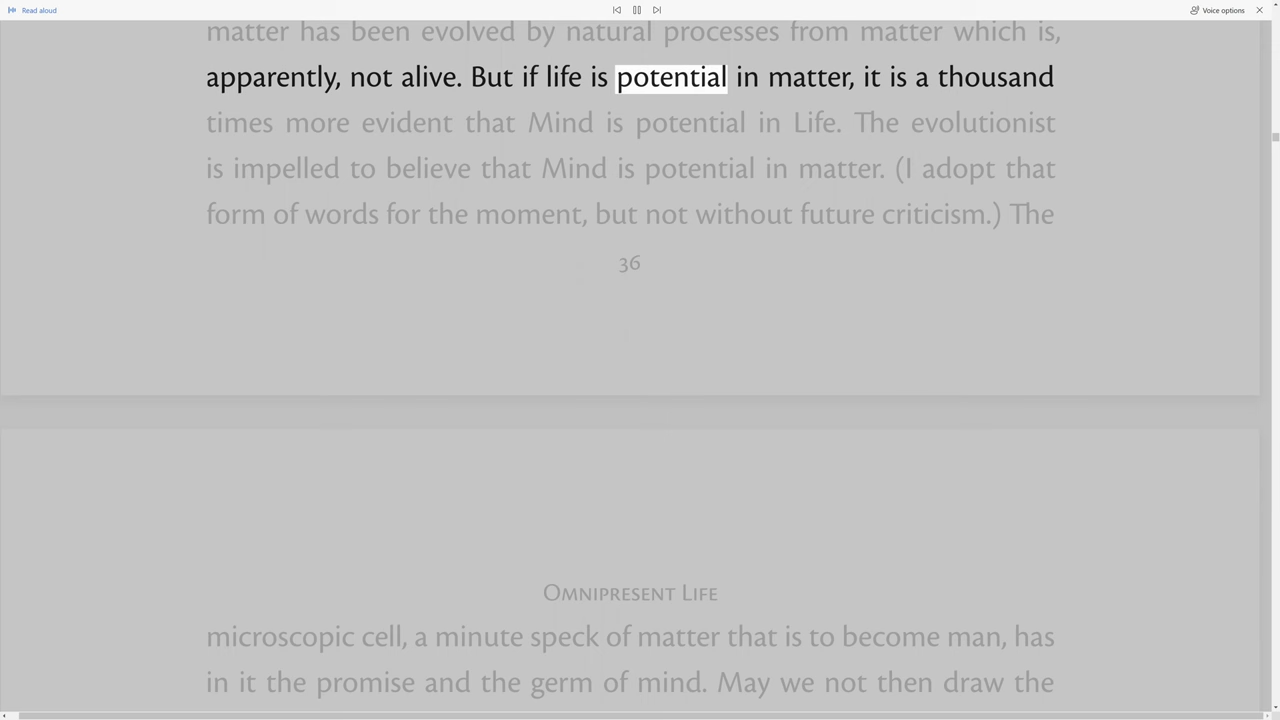 Read aloud
Voice options
matter has been evolved by natural processes from matter which is,
apparently, not alive. But if life is potential in matter, it is a thousand
times more evident that Mind is potential in Life. The evolutionist
is impelled to believe that Mind is potential in matter. (I adopt that
form of words for the moment, but not without future criticism.) The
36
Omnipresent Life
microscopic cell, a minute speck of matter that is to become man, has
in it the promise and the germ of mind. May we not then draw the